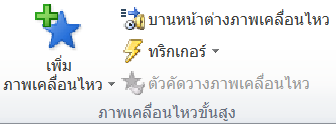 เพิ่ม
ภาพเคลื่อนไหว
บานหน้าต่างภาพเคลื่อนไหว
ทริกเกอร์
ตัวคัดวางภาพเคลื่อนไหว
ภาพเคลื่อนไหวขั้นสูง